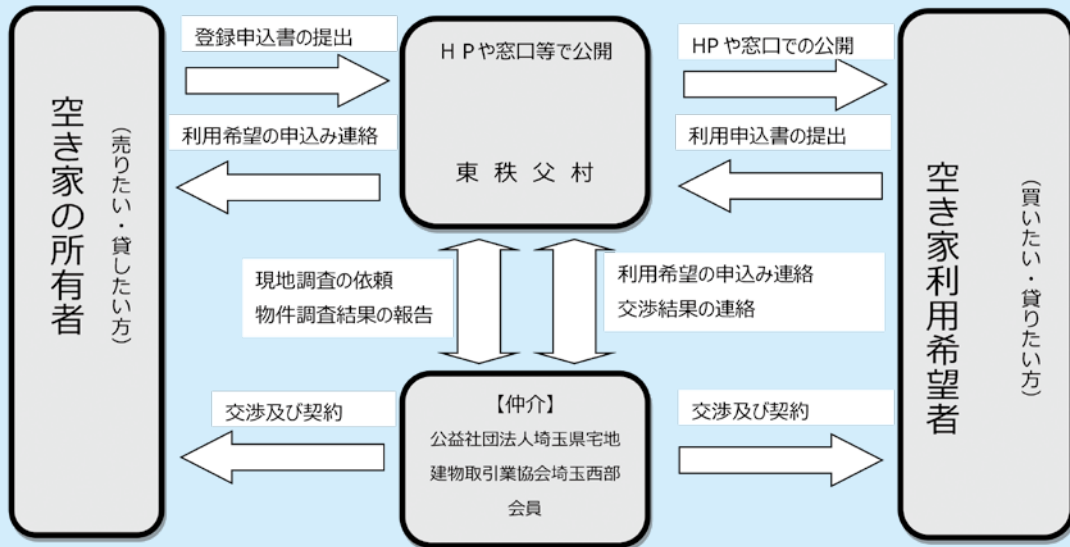 空き家の所有者
(売りたい・貸したい方)
登録申込書の提出
利用希望の申込み連絡
HPや窓口等で公開
東秩父村
HPや窓口での公開
利用申込書の提出
空き家利用希望者
(買いたい・貸りたい方)
現地調査の依頼
物件調査結果の報告
利用希望の申込み連絡
交渉結果の連絡
交渉及び契約
【仲介】
公益社団法人埼玉県宅地
建物取引業協会埼玉西部
会員
交渉及び契約